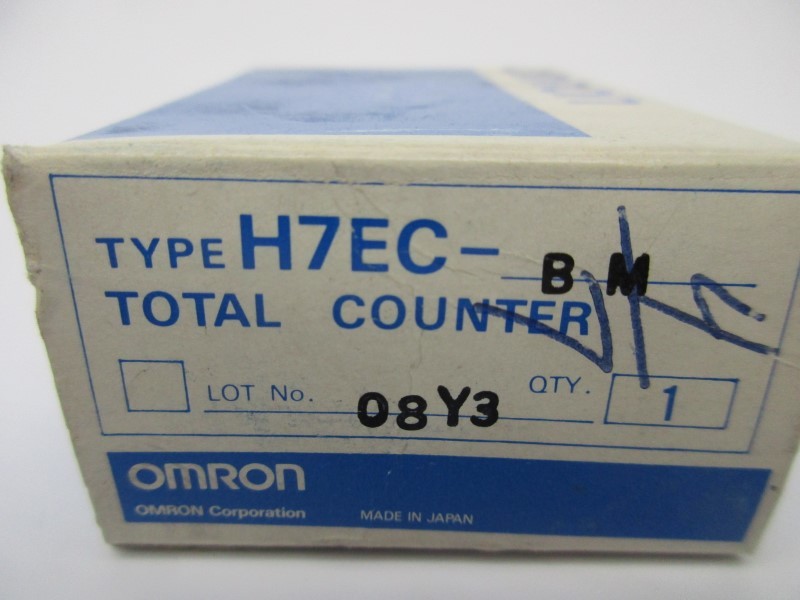 TYPE H7EC-BM
TOTAL COUNTER
LOT No. 08Y3 QTY. 1
OMRON
OMRON Corporation MADE IN JAPAN